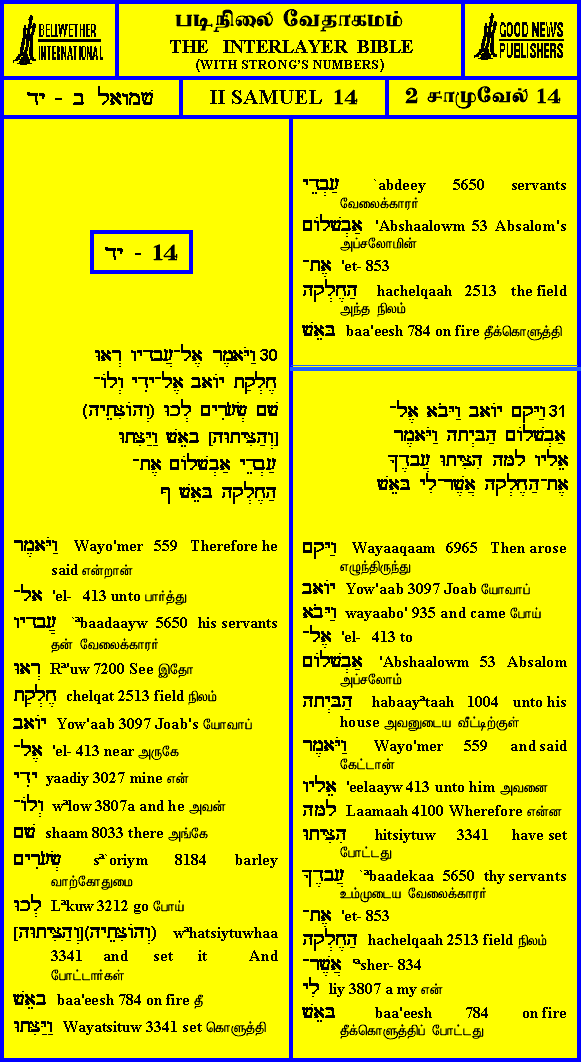 BELLWETHER
INTERNATIONAL
படிநிலை வேதாகமம்
THE INTERLAYER BIBLE
(WITH STRONG'S NUMBERS)
GOOD NEWS
PUBLISHERS
שמואל ב - יד
II SAMUEL 14
2 சாமுவேல் 14
יד - 14
30 וַיֹּאמֶר אֶל־עֲבָדָיו רְאוּ
חֶלְקַת יוֹאָב אֶל־יָדִי וְלוֹ־
שָׁם שְׂעֹרִים לְכוּ (וְהוֹצִתֵּיהָ)
[וְהַצִּיתוּהָ] בָאֵשׁ וַיַּצִּתוּ
עַבְדֵי אַבְשָׁלוֹם אֶת־
הַחֶלְקָה בָּאֵשׁ ף
וַיֹּאמֶר Wayo'mer 559 Therefore he
said என்றான்
אֶל־ 'el- 413 unto பார்த்து
עֲבָדָיו `ᵃbaadaayw 5650 his servants
தன் வேலைக்காரர்
רְאוּ Rᵃ'uw 7200 See இதோ
חֶלְקַת chelqat 2513 field நிலம்
יוֹאָב Yow'aab 3097 Joab's யோவாப்
אֶל־ 'el- 413 near அருகே
יָדִי yaadiy 3027 mine என்
וְלוֹ־ wᵃlow 3807a and he அவன்
שָׁם shaam 8033 there அங்கே
שְׂעֹרִים sᵃ`oriym 8184 barley
வாற்கோதுமை
לְכוּ Lᵃkuw 3212 go போய்
[וְהַצִּיתוּהָ](וְהוֹצִתֵּיהָ) wᵃhatsiytuwhaa
3341 and set it And
போட்டார்கள்
בָאֵשׁ baa'eesh 784 on fire தீ
וַיַּצִּתוּ Wayatsituw 3341 set கொளுத்தி
עַבְדֵי `abdeey 5650 servants
வேலைக்காரர்
אַבְשָׁלוֹם 'Abshaalowm 53 Absalom's
அப்சலோமின்
אֶת־ 'et- 853
הַחֶלְקָה hachelqaah 2513 the field
அந்த நிலம்
בָּאֵשׁ baa'eesh 784 on fire தீக்கொளுத்தி
31 וַיָּקָם יוֹאָב וַיָּבֹא אֶל־
אַבְשָׁלוֹם הַבָּיְתָה וַיֹּאמֶר
אֵלָיו לָמָּה הִצִּיתוּ עֲבָדֶךָ
אֶת־הַחֶלְקָה אֲשֶׁר־לִי בָּאֵשׁ
וַיָּקָם Wayaaqaam 6965 Then arose
எழுந்திருந்து
יוֹאָב Yow'aab 3097 Joab யோவாப்
וַיָּבֹא wayaabo' 935 and came போய்
אֶל־ 'el- 413 to
אַבְשָׁלוֹם 'Abshaalowm 53 Absalom
அப்சலோம்
הַבָּיְתָה habaayᵃtaah 1004 unto his
house அவனுடைய வீட்டிற்குள்
וַיֹּאמֶר Wayo'mer 559 and said
கேட்டான்
אֵלָיו 'eelaayw 413 unto him அவனை
לָמָּה Laamaah 4100 Wherefore என்ன
הִצִּיתוּ hitsiytuw 3341 have set
போட்டது
עֲבָדֶךָ `ᵃbaadekaa 5650 thy servants
உம்முடைய வேலைக்காரர்
אֶת־ 'et- 853
הַחֶלְקָה hachelqaah 2513 field நிலம்
אֲשֶׁר־ ᵃsher- 834
לִי liy 3807 a my என்
בָּאֵשׁ baa'eesh 784 on fire
தீக்கொளுத்திப் போட்டது